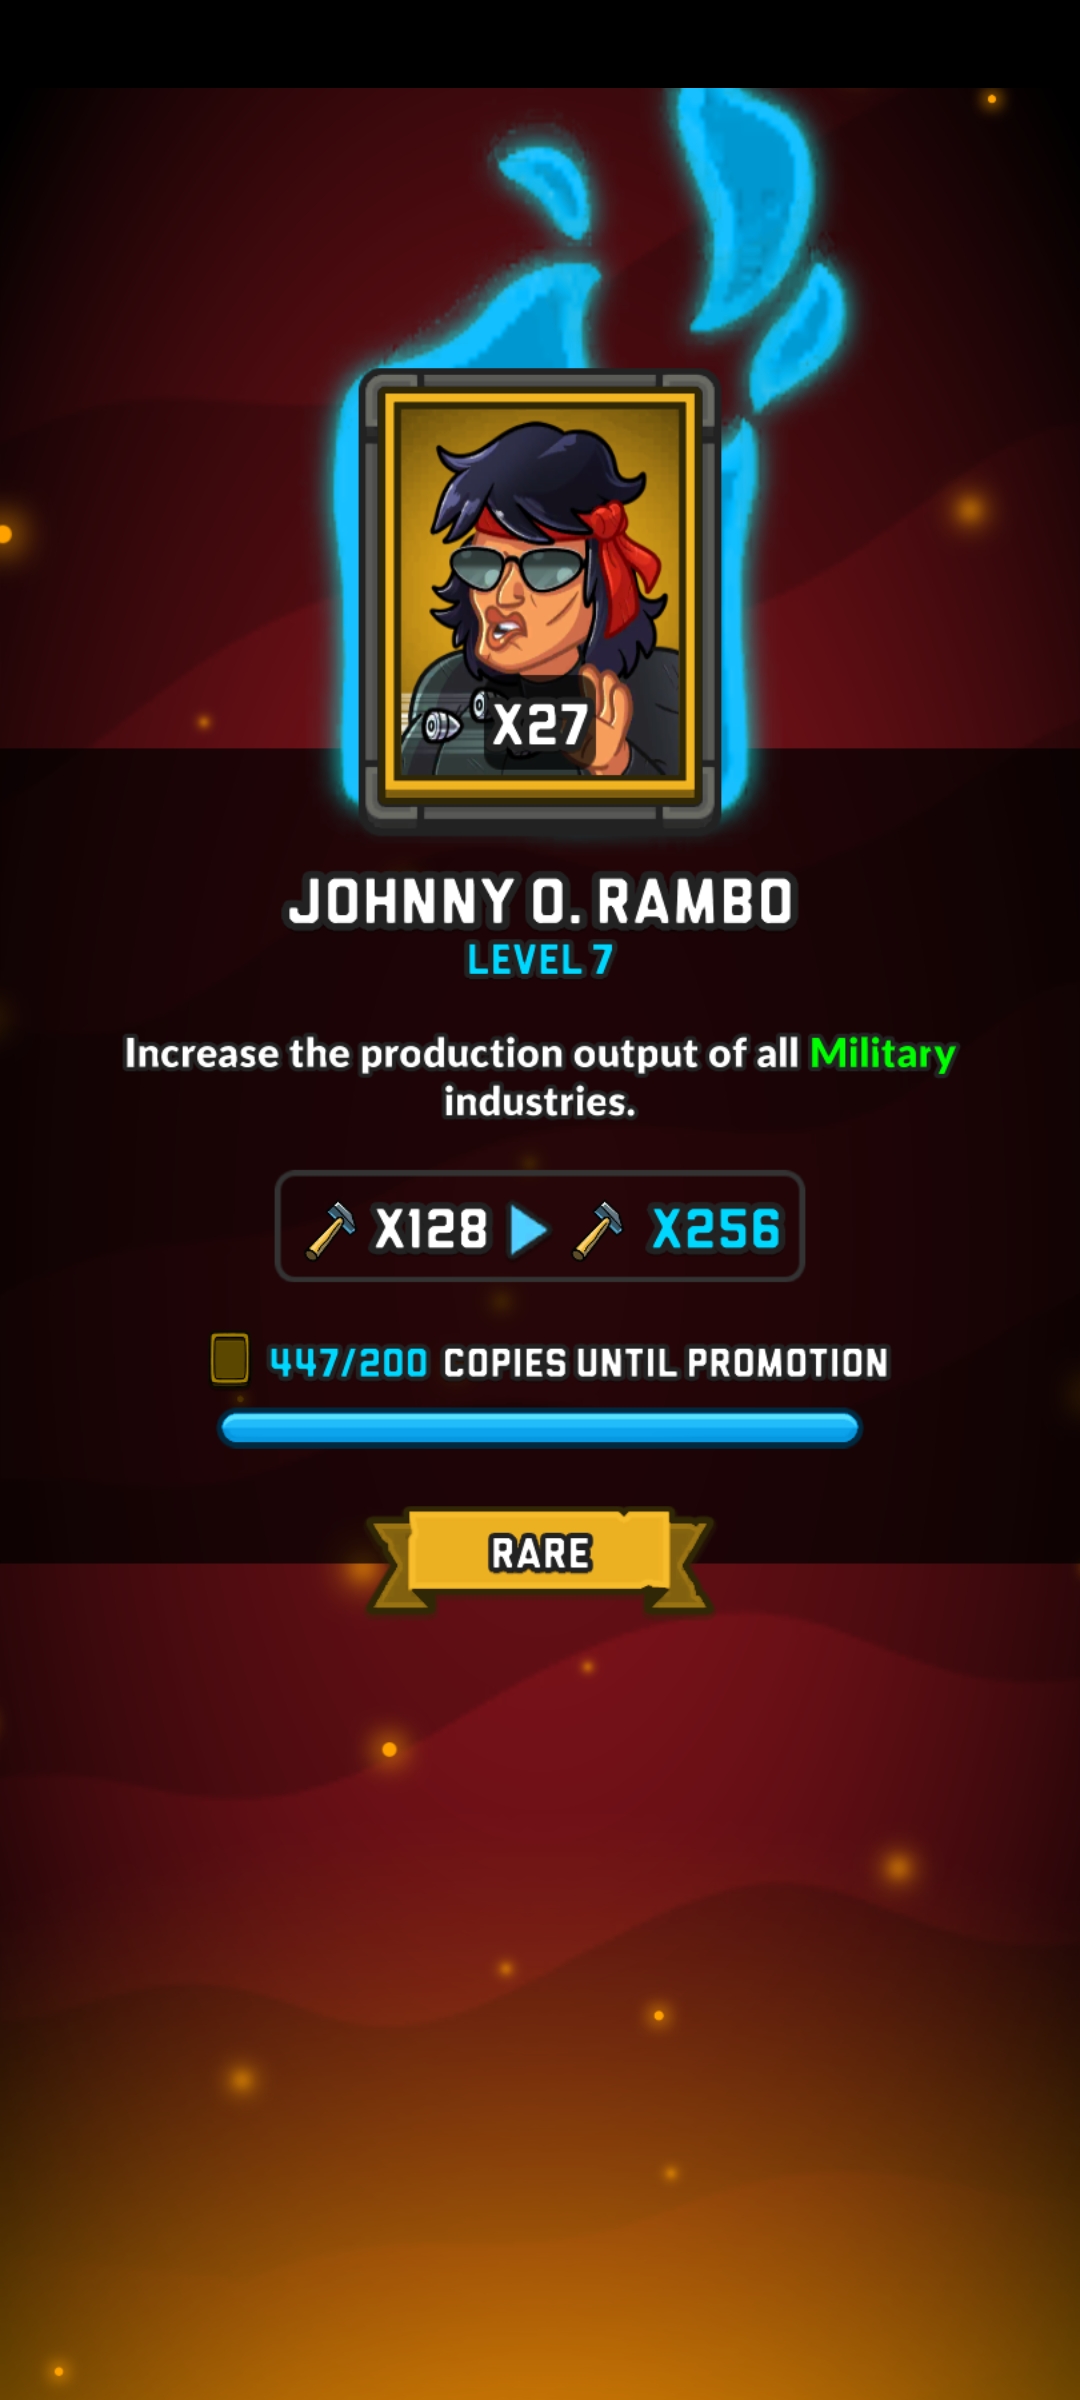 X27
JOHNNY O. RAMBO
LEVEL 7
Increase the production output of all Military
industries.
X128 X256
447/200 COPIES UNTIL PROMOTION
RARE